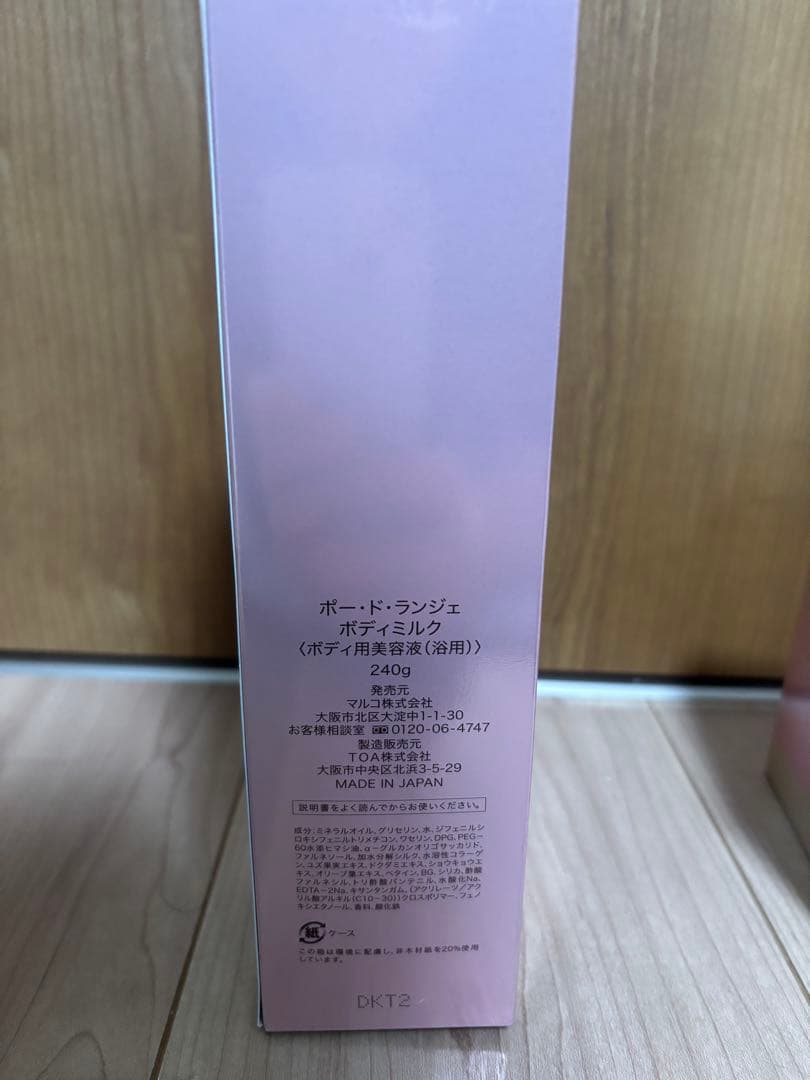 ポー・ド・ランジェ
ボディミルク
〈ボディ用美容液(浴用)〉
240g
発売元
マルコ株式会社
大阪市北区大淀中1-1-30
お客様相談室 0120-06-4747
製造販売元
TOA株式会社
大阪市中央区北浜3-5-29
MADE IN JAPAN
説明書をよく読んでからお使いください。
成分:ミネラルオイル、グリセリン、水、ジフェニルシ
ロキシフェニルトリメチコン、ワセリン、DPG、PEG-
60水添ヒマシ油、α-グルカンオリゴサッカリド、
ファルネソール、加水分解シルク、水溶性コラーゲ
ン、ユズ果実エキス、ドクダミエキス、ショウキョウエ
キス、オリーブ葉エキス、ベタイン、BG、シリカ、酢酸
ファルネシル、トリ酢酸パンテニル、水酸化Na、
EDTA-2Na、キサンタンガム、(アクリレーツ/アク
リル酸アルキル(C10-30))クロスポリマー、フェノ
キシエタノール、香料、酸化鉄
紙 ケース
この箱は環境に配慮し、非木材紙を20%使用
しています。
DKT2